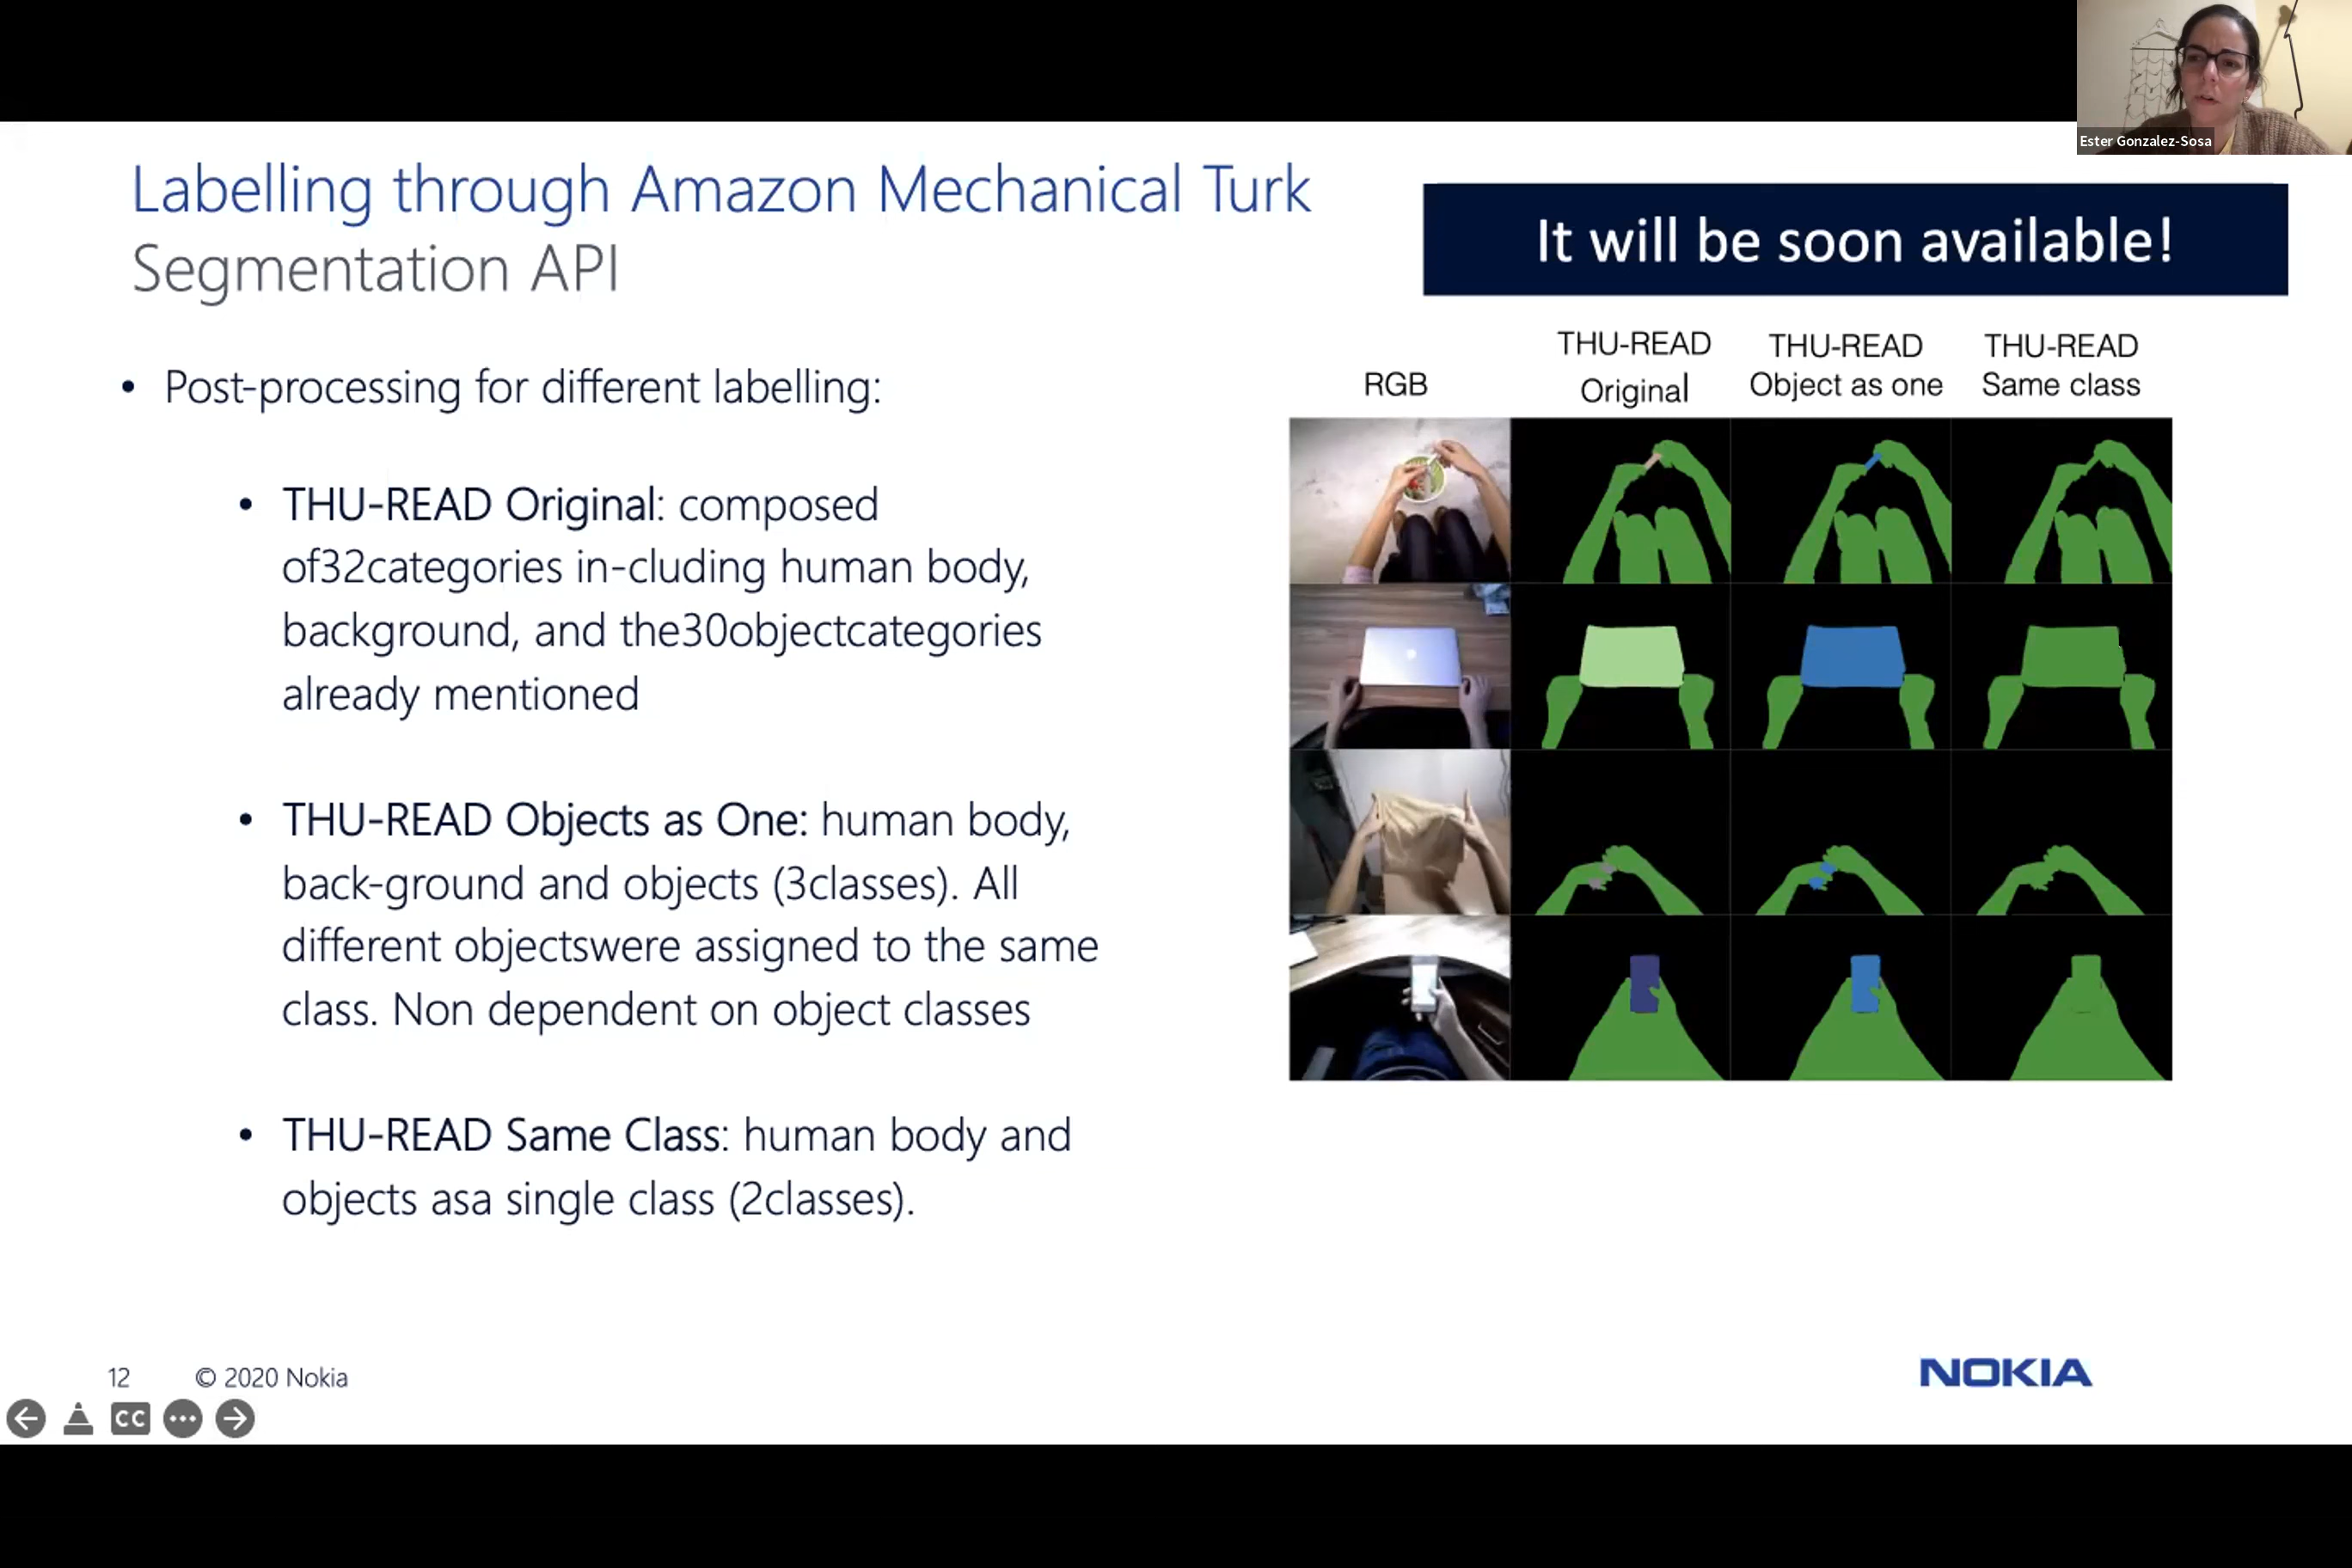 Ester Gonzalez-Sosa
Labelling through Amazon Mechanical Turk
Segmentation API
It will be soon available!
• Post-processing for different labelling:
• THU-READ Original: composed
of32categories in-cluding human body,
background, and the30objectcategories
already mentioned
• THU-READ Objects as One: human body,
back-ground and objects (3classes). All
different objectswere assigned to the same
class. Non dependent on object classes
• THU-READ Same Class: human body and
objects asa single class (2classes).
RGB
THU-READ
Original
THU-READ
Object as one
THU-READ
Same class
12
© 2020 Nokia
NOKIA
CC